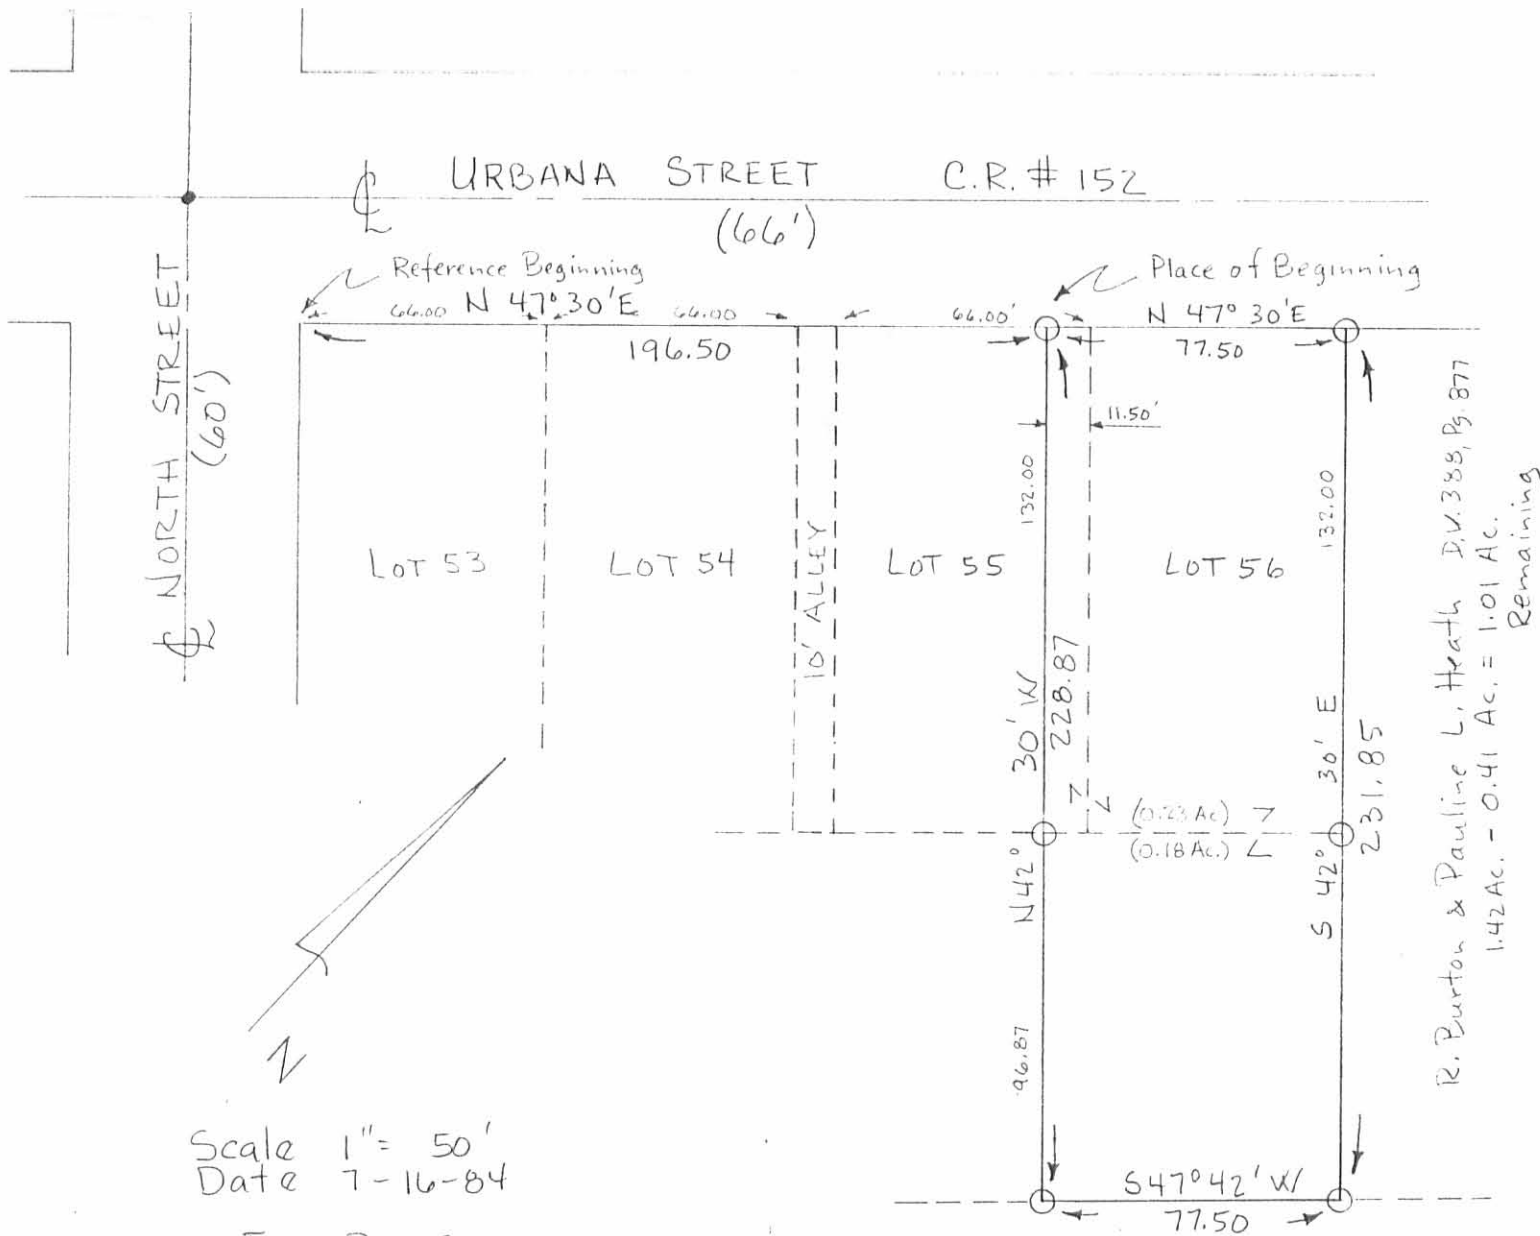 URBANA STREET C.R. # 152
(66')
Reference Beginning
Place of Beginning
66.00 N 47° 30' E 66.00 66.00' N 47° 30' E
196.50 77.50
NORTH STREET
(60')
11.50'
132.00 132.00
LOT 53 LOT 54 10' ALLEY LOT 55 LOT 56
N 42° 30' W
228.87
S 42° 30' E
231.85
(0.23 Ac)
(0.18 Ac.)
96.87
R. Burton & Pauline L. Heath D.V. 388, Pg. 877
1.42 Ac. - 0.41 Ac. = 1.01 Ac.
Remaining
N
Scale 1" = 50'
Date 7-16-84
S 47° 42' W
77.50